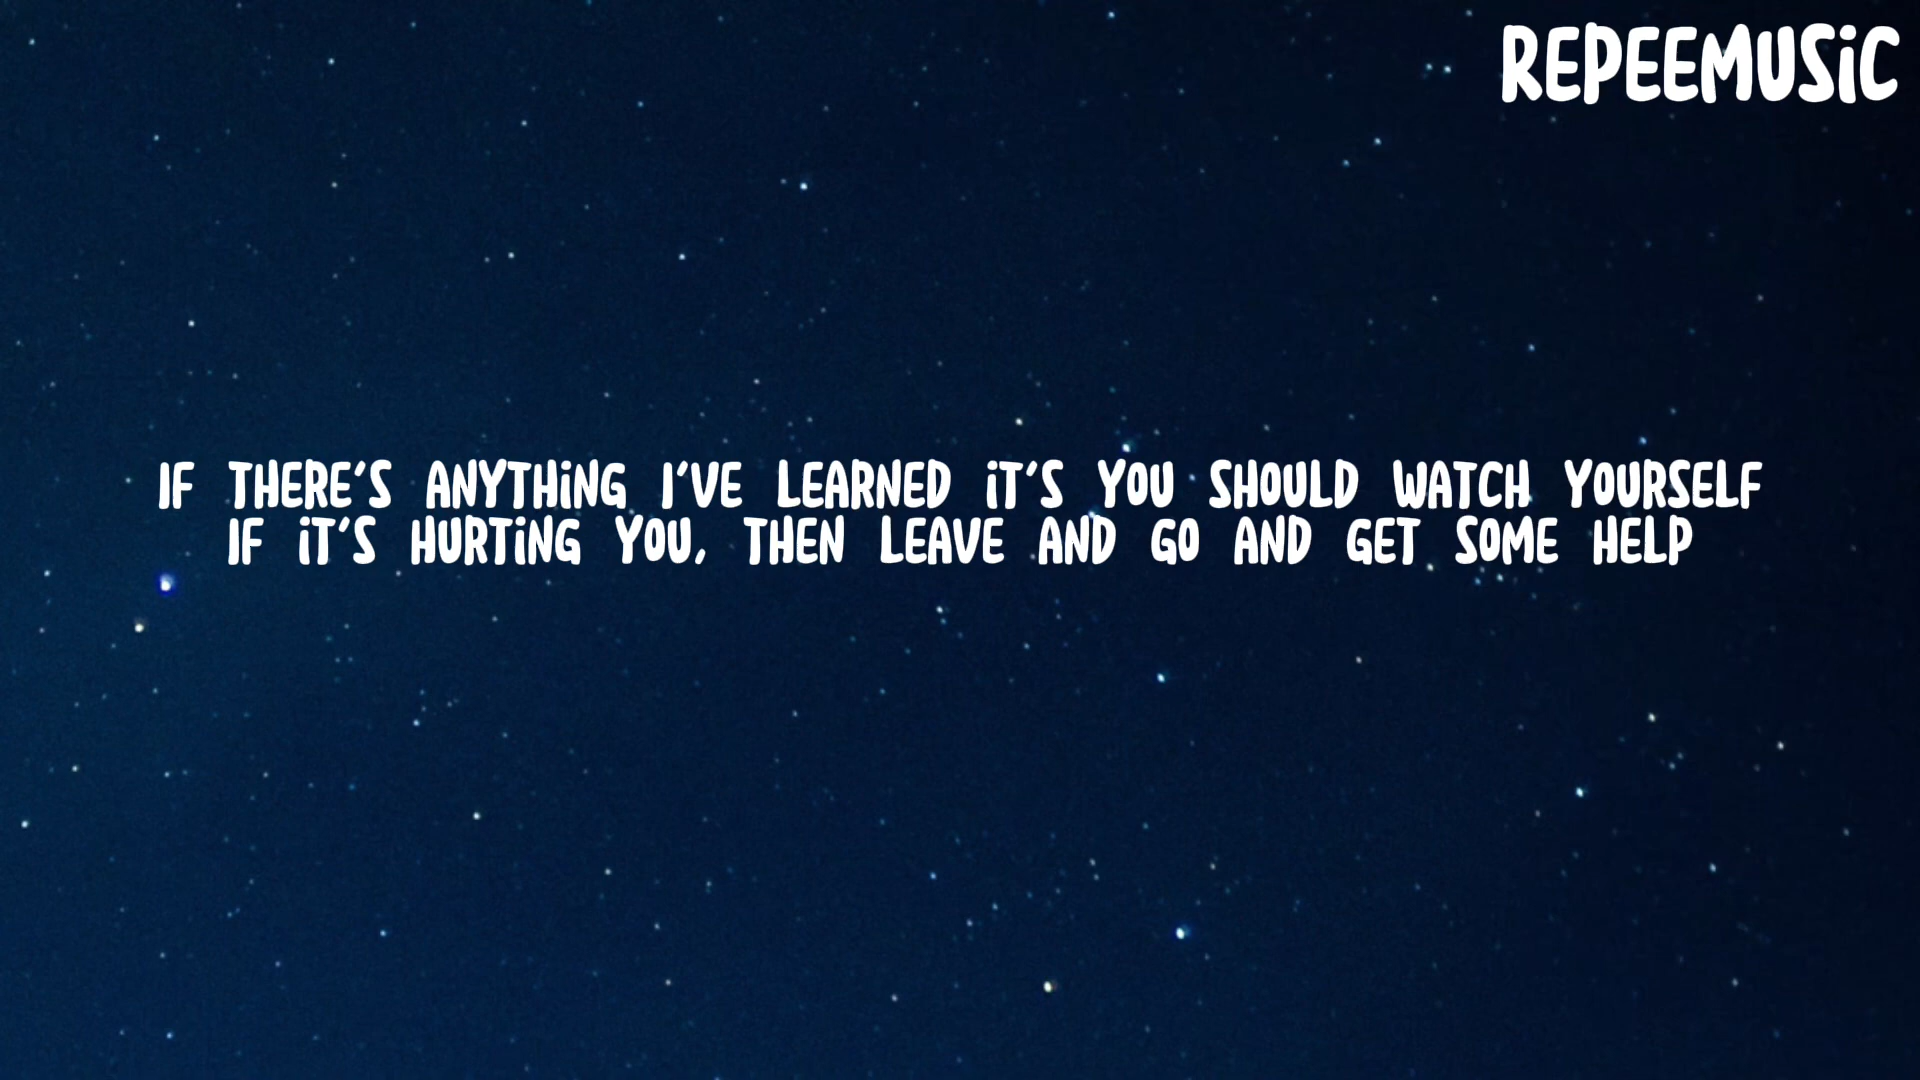 REPEEMUSIC
IF THERE'S ANYTHING I'VE LEARNED IT'S YOU SHOULD WATCH YOURSELF
IF IT'S HURTING YOU, THEN LEAVE AND GO AND GET SOME HELP